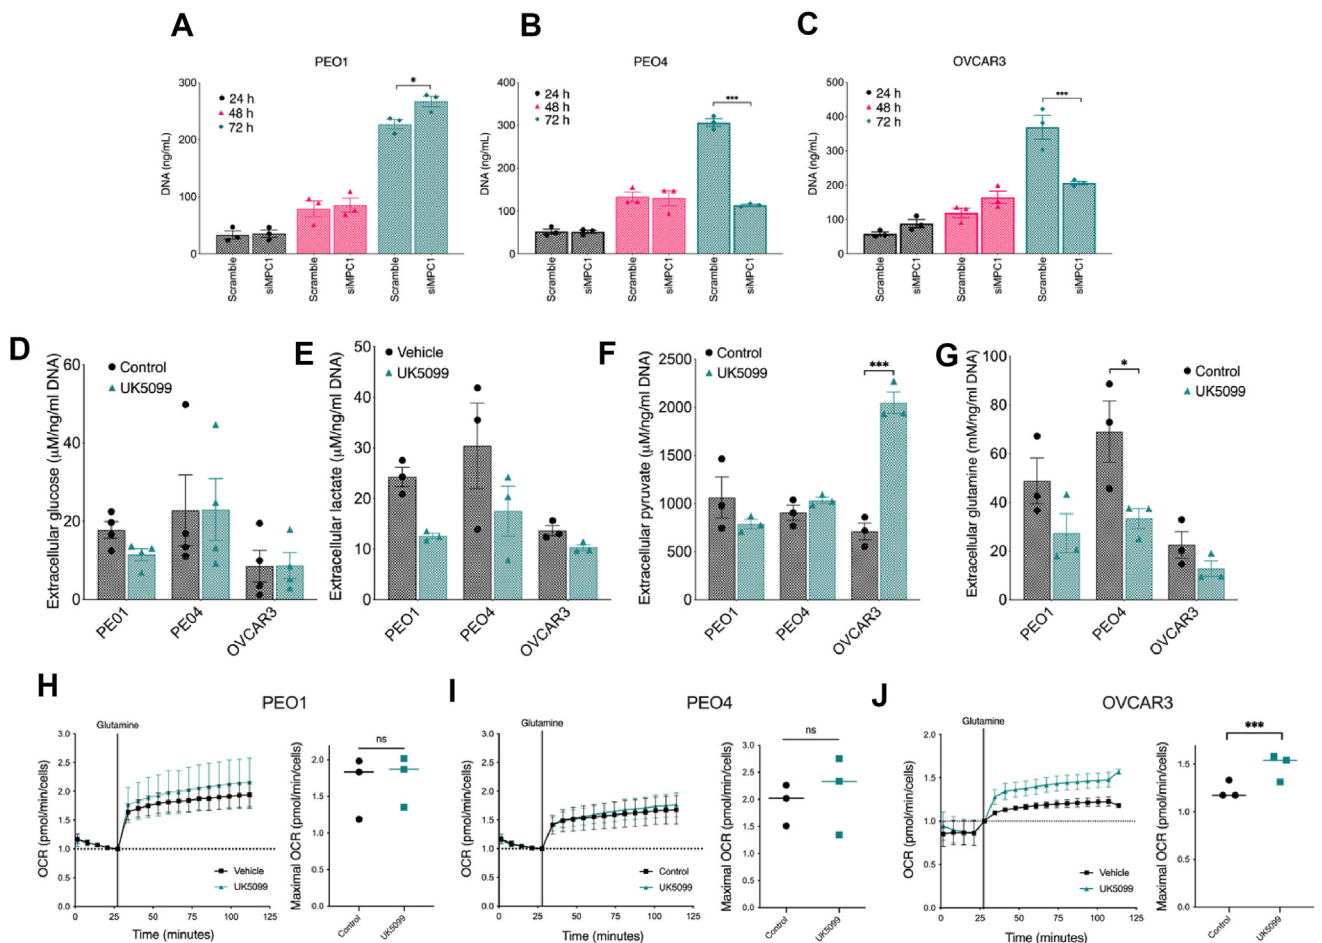 A
PEO1
DNA (ng/mL)
300
200
100
0
24 h
48 h
72 h
*
Scramble
siMPC1
Scramble
siMPC1
Scramble
siMPC1
B
PEO4
DNA (ng/mL)
400
300
200
100
0
24 h
48 h
72 h
***
Scramble
siMPC1
Scramble
siMPC1
Scramble
siMPC1
C
OVCAR3
DNA (ng/mL)
500
400
300
200
100
0
24 h
48 h
72 h
***
Scramble
siMPC1
Scramble
siMPC1
Scramble
siMPC1
D
Extracellular glucose (μM/ng/ml DNA)
60
40
20
0
Control
UK5099
PE01
PE04
OVCAR3
E
Extracellular lactate (μM/ng/ml DNA)
50
40
30
20
10
0
Vehicle
UK5099
PEO1
PEO4
OVCAR3
F
Extracellular pyruvate (μM/ng/ml DNA)
2500
2000
1500
1000
500
0
Control
UK5099
***
PEO1
PEO4
OVCAR3
G
Extracellular glutamine (mM/ng/ml DNA)
100
80
60
40
20
0
Control
UK5099
*
PEO1
PEO4
OVCAR3
H
PEO1
Glutamine
OCR (pmol/min/cells)
3.0
2.5
2.0
1.5
1.0
0.5
0.0
Vehicle
UK5099
0
25
50
75
100
125
Time (minutes)
Maximal OCR (pmol/min/cells)
2.0
1.5
1.0
0.5
0.0
ns
Control
UK5099
I
PEO4
Glutamine
OCR (pmol/min/cells)
3.0
2.5
2.0
1.5
1.0
0.5
0.0
Control
UK5099
0
25
50
75
100
125
Time (minutes)
Maximal OCR (pmol/min/cells)
3.0
2.5
2.0
1.5
1.0
0.5
0.0
ns
Control
UK5099
J
OVCAR3
Glutamine
OCR (pmol/min/cells)
2.0
1.5
1.0
0.5
0.0
Vehicle
UK5099
0
25
50
75
100
125
Time (minutes)
Maximal OCR (pmol/min/cells)
1.5
1.0
0.5
0.0
***
Control
UK5099